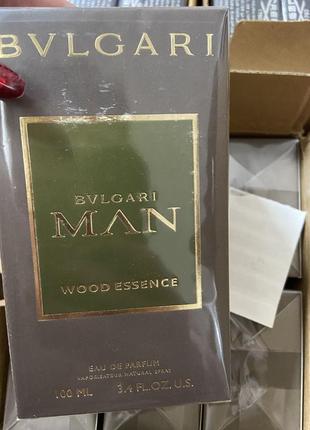 BVLGARI
BVLGARI
MAN
WOOD ESSENCE
EAU DE PARFUM
VAPORISATEUR NATURAL SPRAY
100 ML 3.4 FL.OZ. U.S.